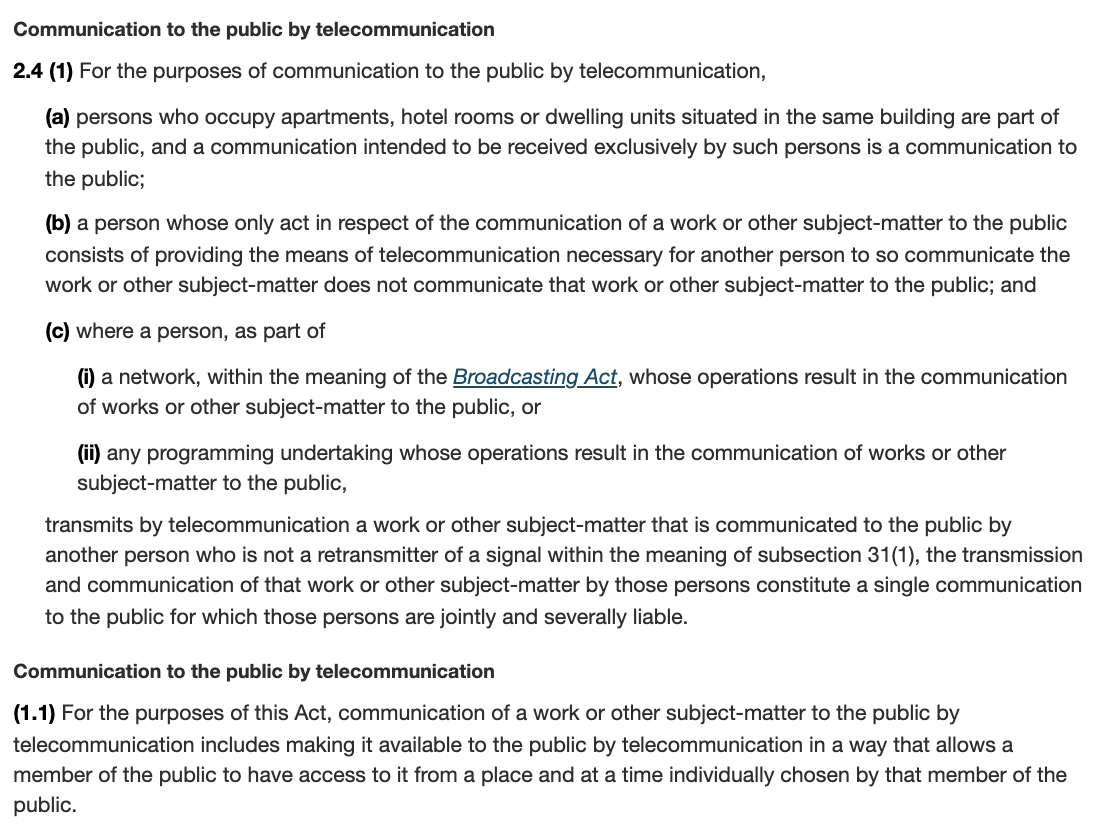 Communication to the public by telecommunication
2.4 (1) For the purposes of communication to the public by telecommunication,
(a) persons who occupy apartments, hotel rooms or dwelling units situated in the same building are part of
the public, and a communication intended to be received exclusively by such persons is a communication to
the public;
(b) a person whose only act in respect of the communication of a work or other subject-matter to the public
consists of providing the means of telecommunication necessary for another person to so communicate the
work or other subject-matter does not communicate that work or other subject-matter to the public; and
(c) where a person, as part of
(i) a network, within the meaning of the Broadcasting Act, whose operations result in the communication
of works or other subject-matter to the public, or
(ii) any programming undertaking whose operations result in the communication of works or other
subject-matter to the public,
transmits by telecommunication a work or other subject-matter that is communicated to the public by
another person who is not a retransmitter of a signal within the meaning of subsection 31(1), the transmission
and communication of that work or other subject-matter by those persons constitute a single communication
to the public for which those persons are jointly and severally liable.
Communication to the public by telecommunication
(1.1) For the purposes of this Act, communication of a work or other subject-matter to the public by
telecommunication includes making it available to the public by telecommunication in a way that allows a
member of the public to have access to it from a place and at a time individually chosen by that member of the
public.